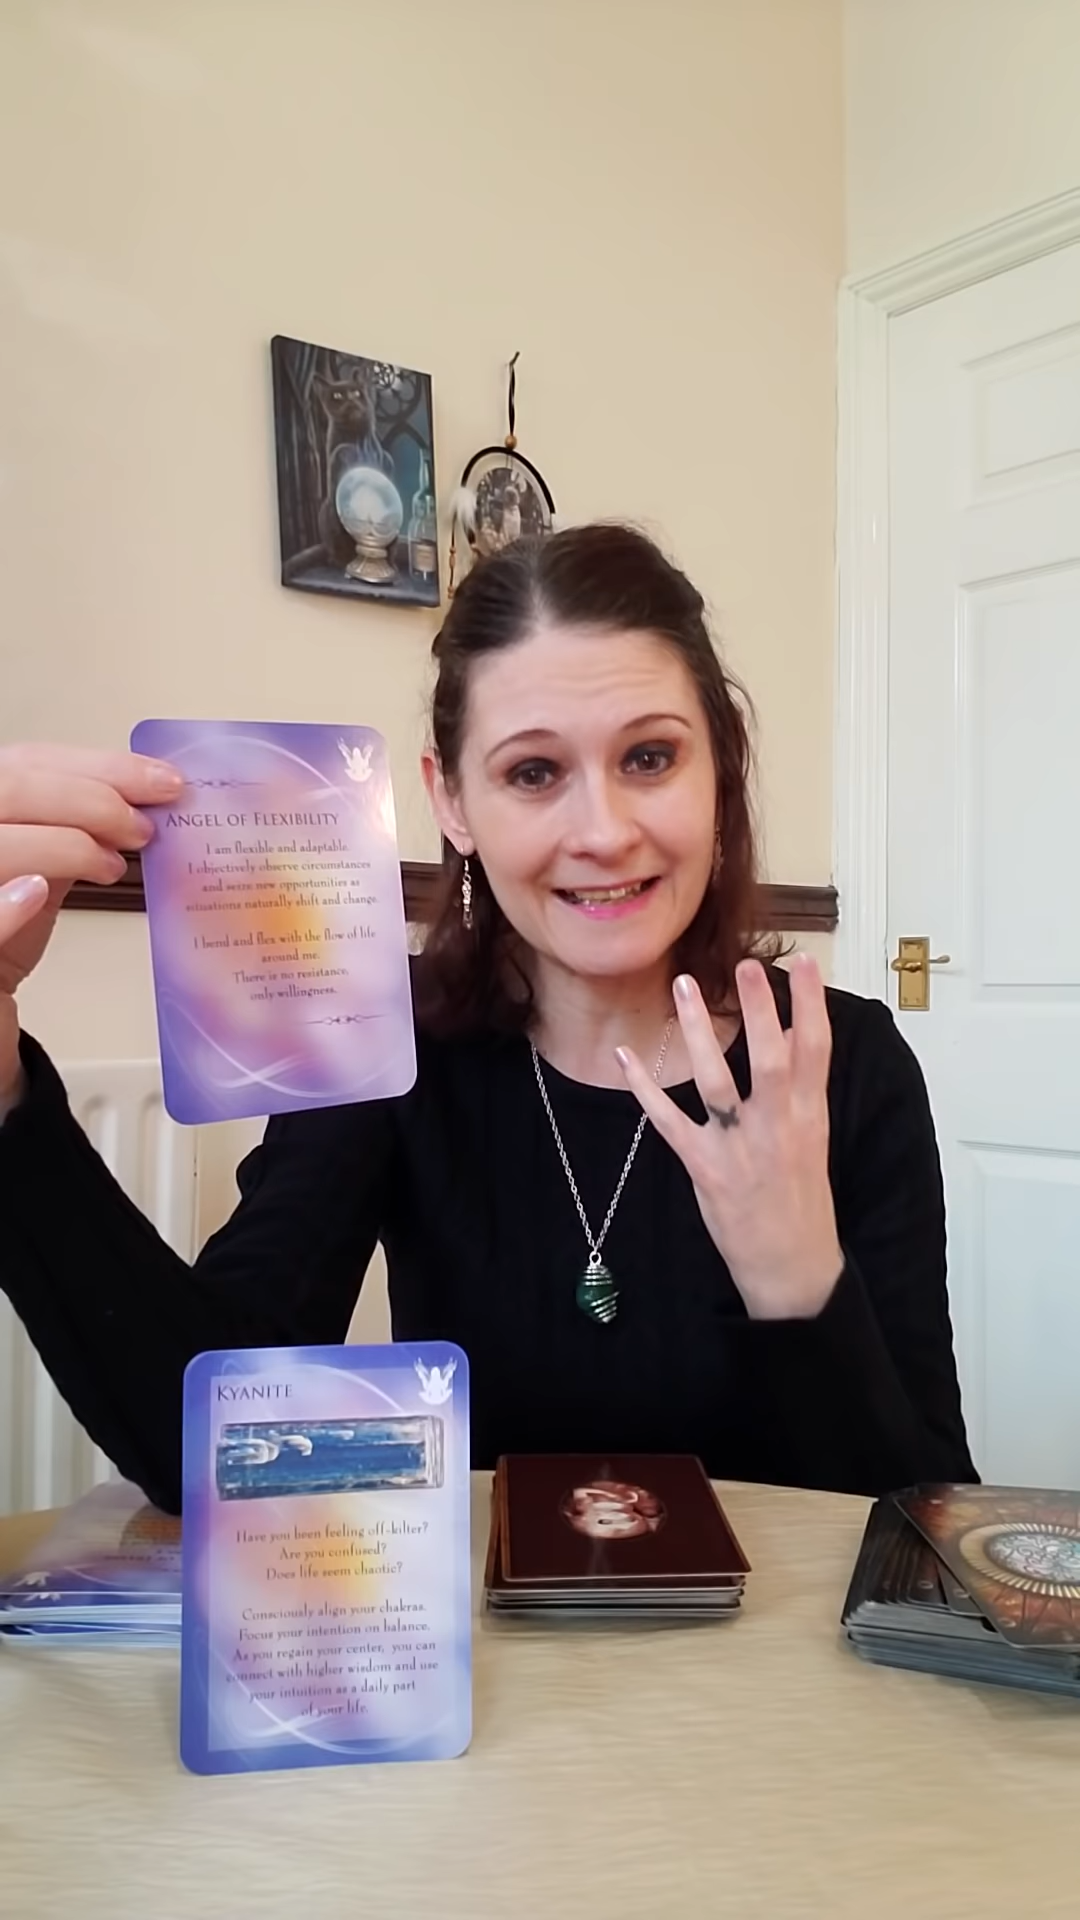 ANGEL OF FLEXIBILITY
I am flexible and adaptable.
I objectively observe circumstances
and seize new opportunities as
situations naturally shift and change.
I bend and flex with the flow of life
around me.
There is no resistance,
only willingness.
KYANITE
Have you been feeling off-kilter?
Are you confused?
Does life seem chaotic?
Consciously align your chakras.
Focus your intention on balance.
As you regain your center, you can
connect with higher wisdom and use
your intuition as a daily part
of your life.